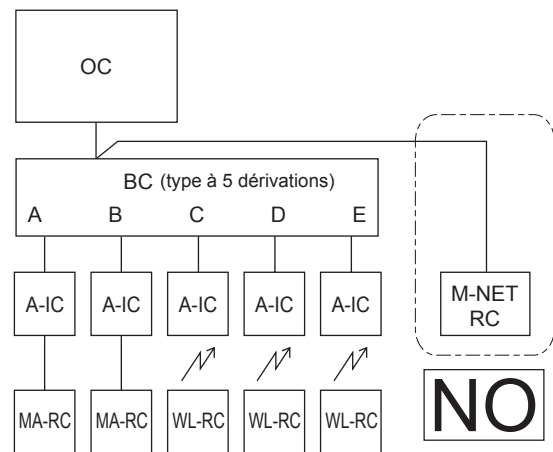 OC
BC (type à 5 dérivations)
A B C D E
A-IC A-IC A-IC A-IC A-IC
M-NET
RC
MA-RC MA-RC WL-RC WL-RC WL-RC
NO